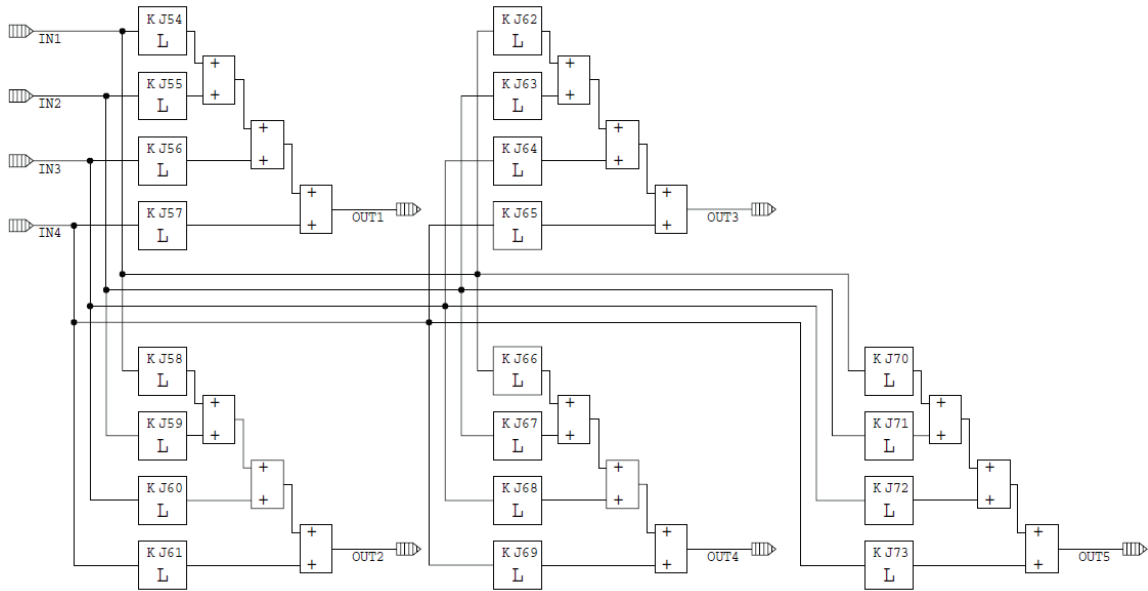 IN1
IN2
IN3
IN4
K J54
L
K J55
L
K J56
L
K J57
L
+
+
+
+
+
+
OUT1
K J62
L
K J63
L
K J64
L
K J65
L
+
+
+
+
+
+
OUT3
K J58
L
K J59
L
K J60
L
K J61
L
+
+
+
+
+
+
OUT2
K J66
L
K J67
L
K J68
L
K J69
L
+
+
+
+
+
+
OUT4
K J70
L
K J71
L
K J72
L
K J73
L
+
+
+
+
+
+
OUT5